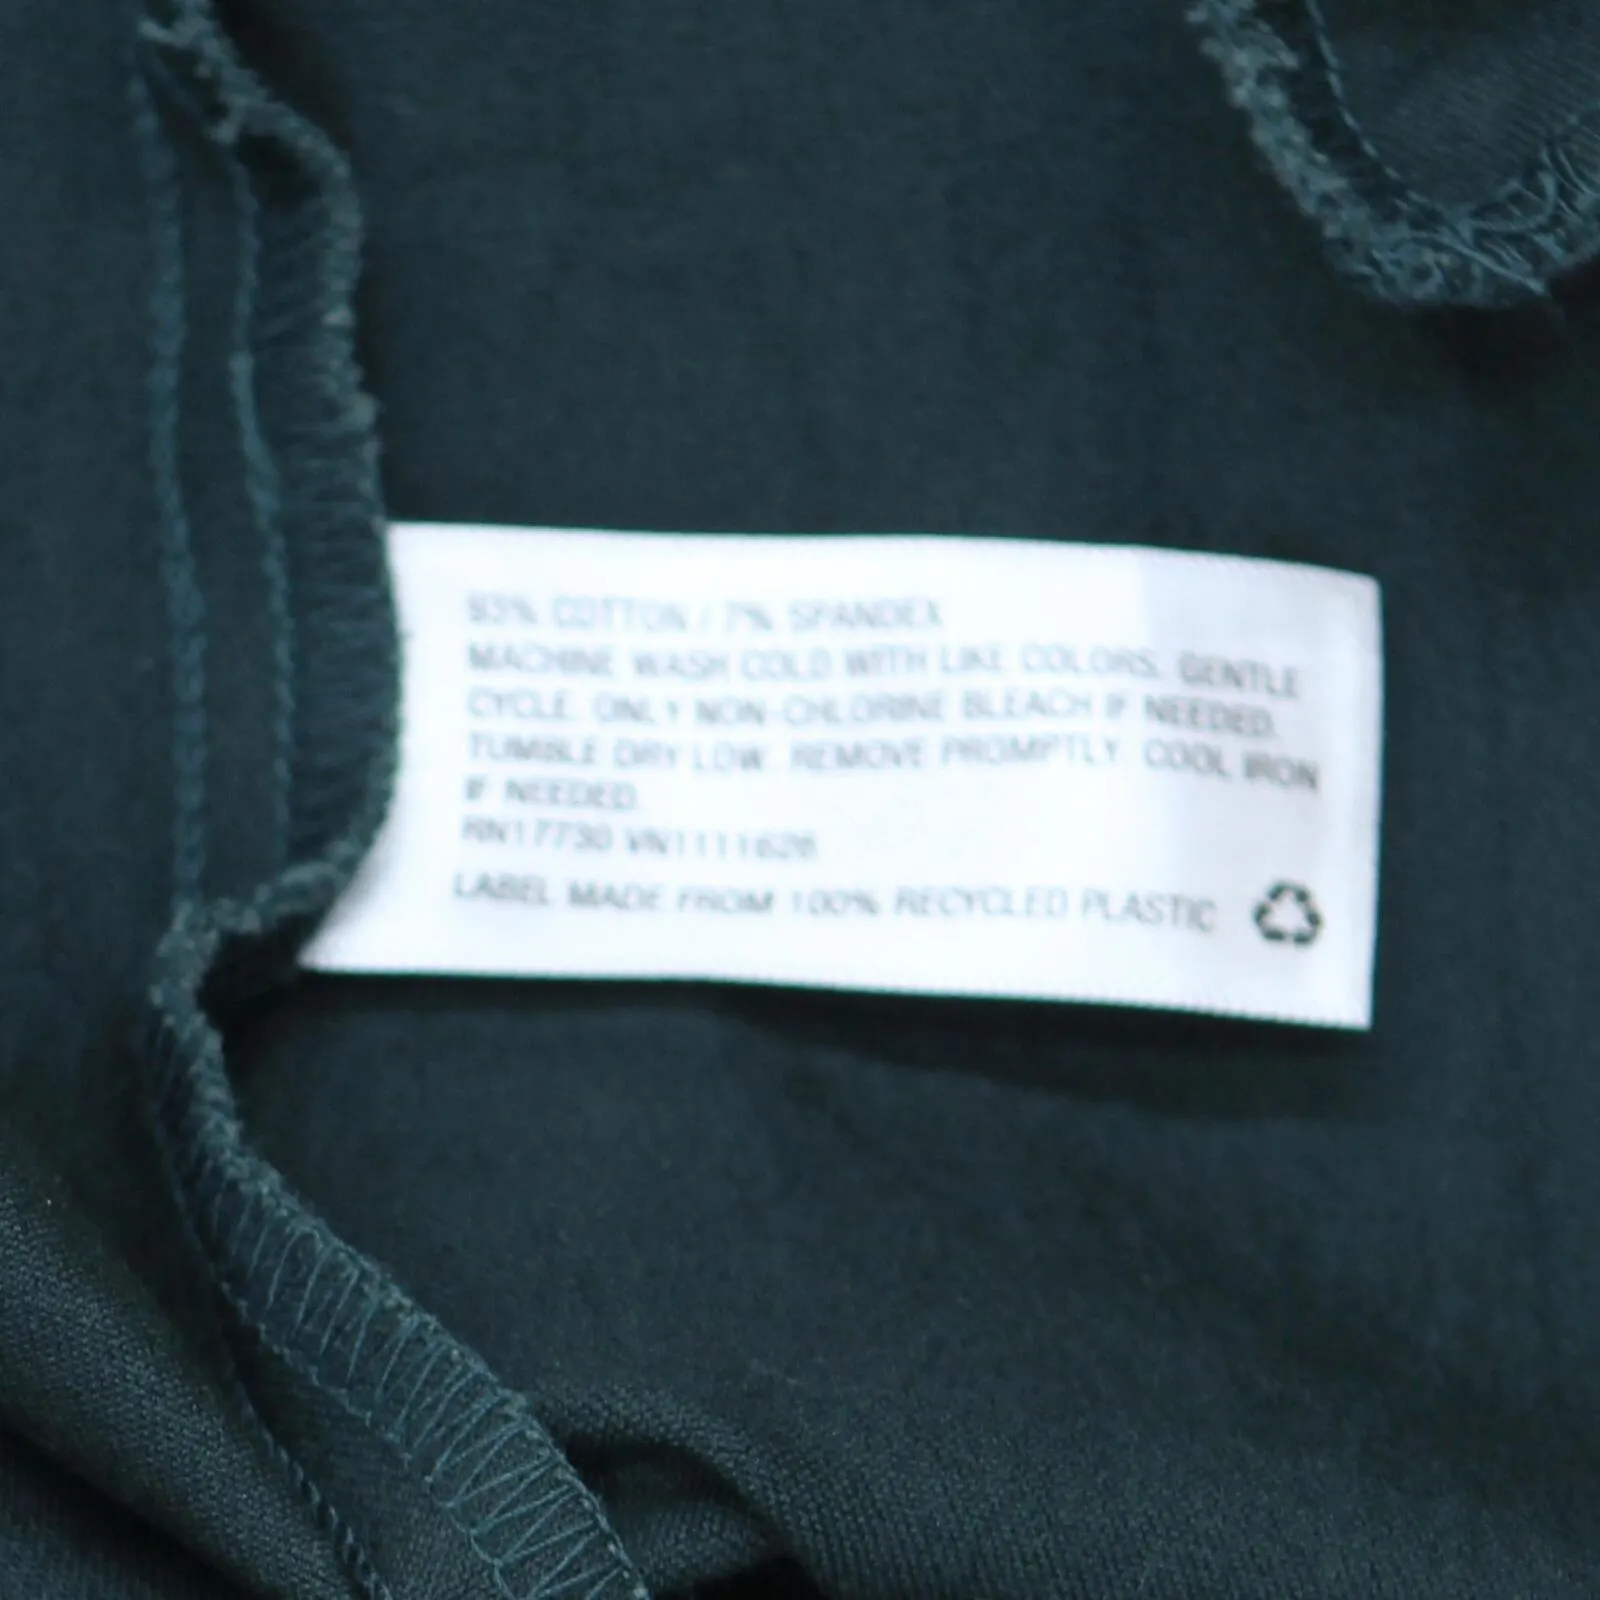 93% COTTON / 7% SPANDEX
MACHINE WASH COLD WITH LIKE COLORS. GENTLE
CYCLE. ONLY NON-CHLORINE BLEACH IF NEEDED.
TUMBLE DRY LOW. REMOVE PROMPTLY. COOL IRON
IF NEEDED.
RN17730 VN1111626
LABEL MADE FROM 100% RECYCLED PLASTIC